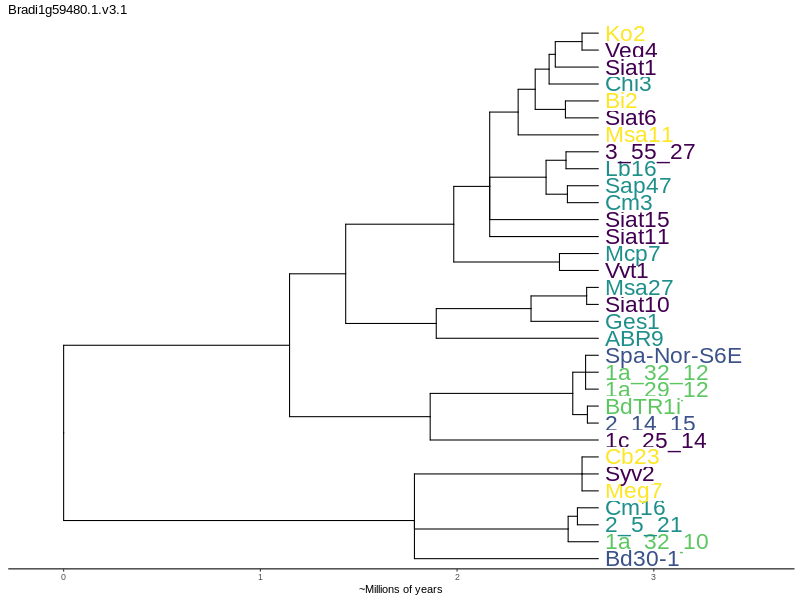 Bradi1g59480.1.v3.1
Ko2
Veg4
Siat1
Chi3
Bi2
Siat6
Msa11
3_55_27
Lb16
Sap47
Cm3
Siat15
Siat11
Mcp7
Vvt1
Msa27
Siat10
Ges1
ABR9
Spa-Nor-S6E
1a_32_12
1a_29_12
BdTR1i
2_14_15
1c_25_14
Cb23
Syv2
Meg7
Cm16
2_5_21
1a_32_10
Bd30-1
0 1 2 3
~Millions of years